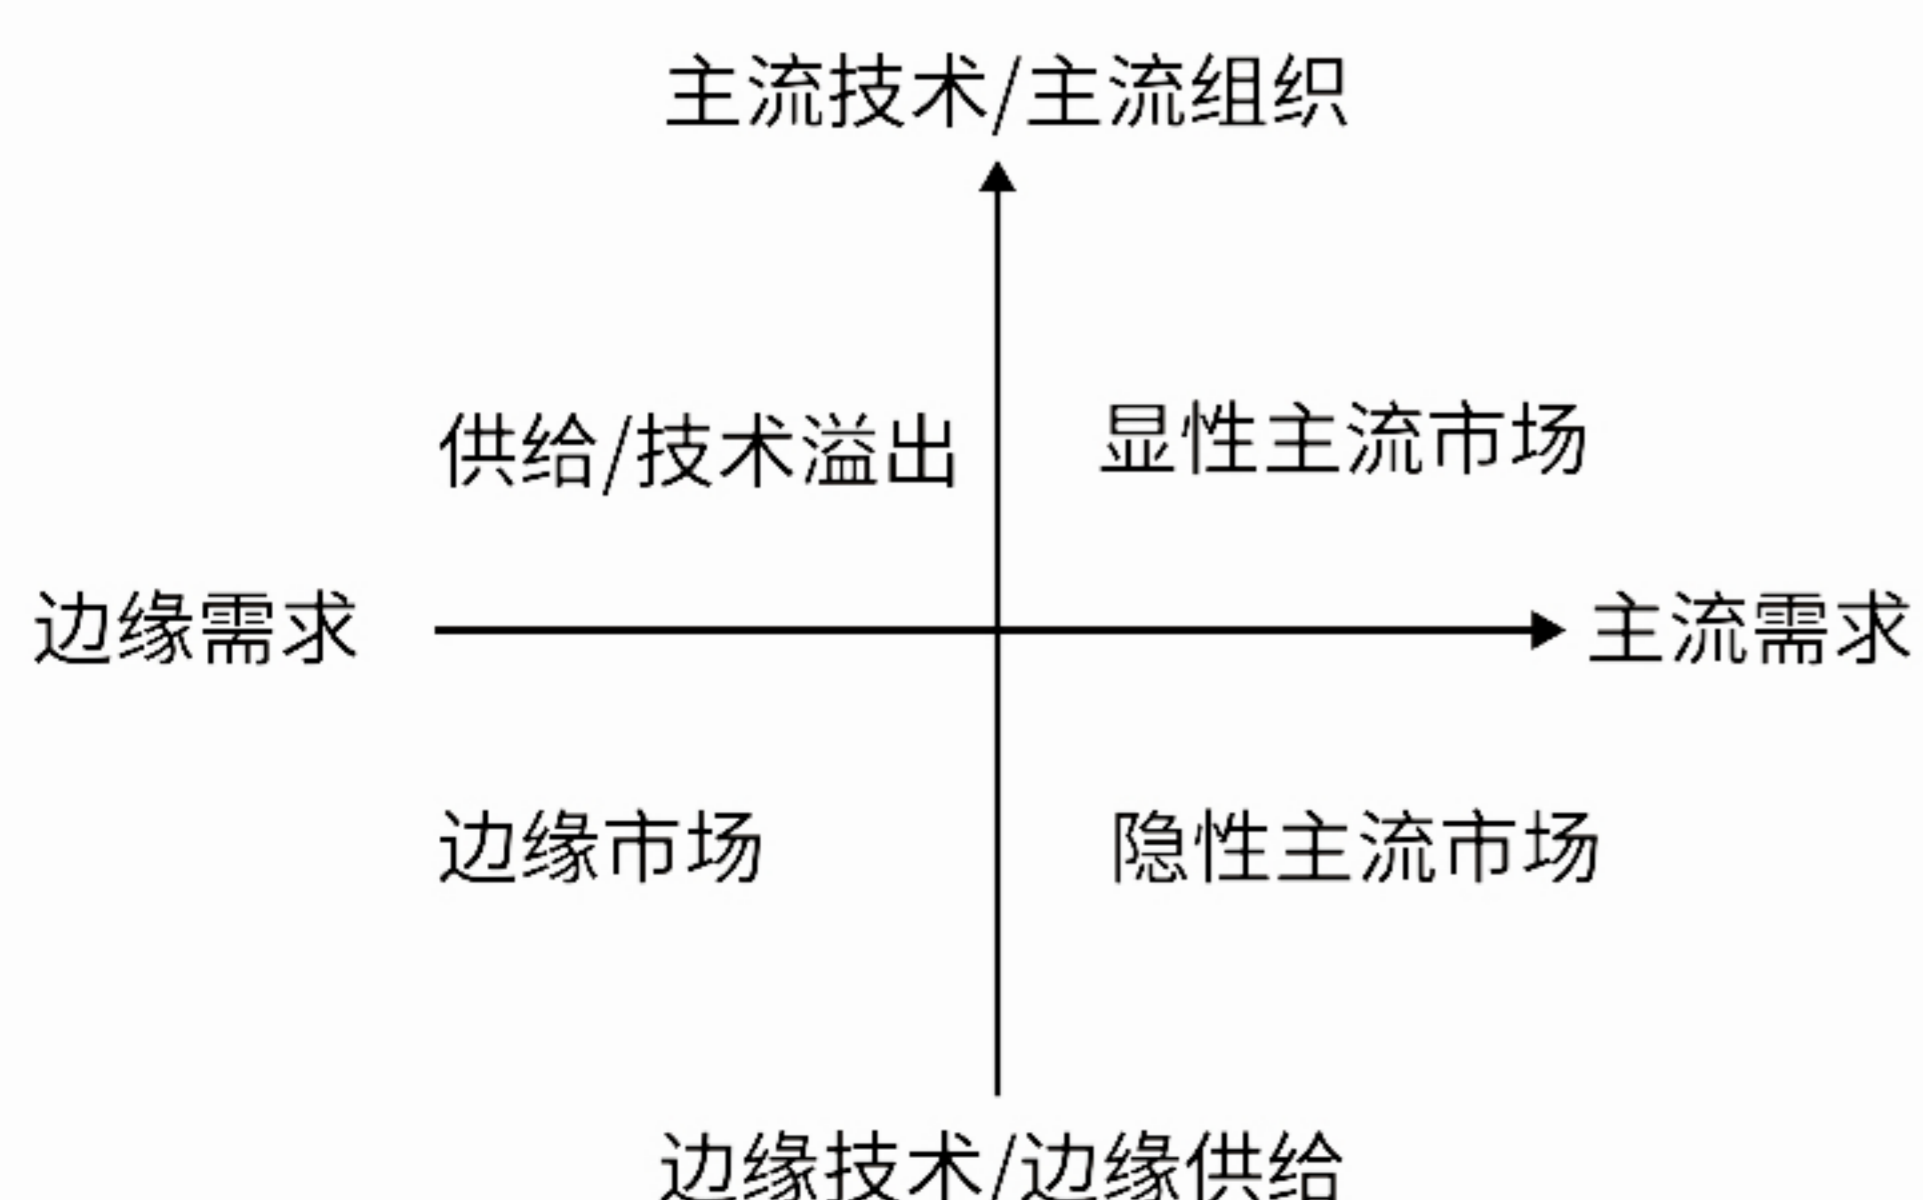 主流技术/主流组织
供给/技术溢出
显性主流市场
边缘需求
主流需求
边缘市场
隐性主流市场
边缘技术/边缘供给